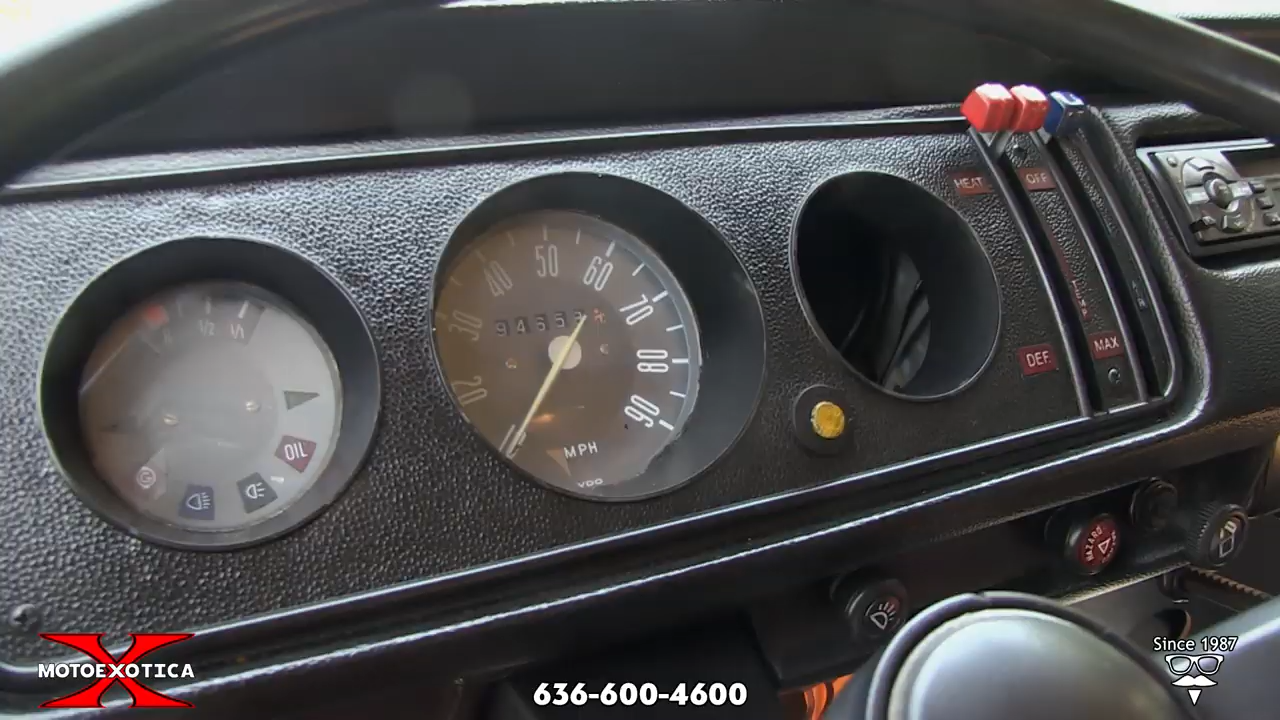 1/2 1/1
OIL
20
30
40
50
60
70
80
90
MPH
VDO
HEAT
OFF
DEF.
MAX
HAZARD
MOTOEXOTICA
636-600-4600
Since 1987